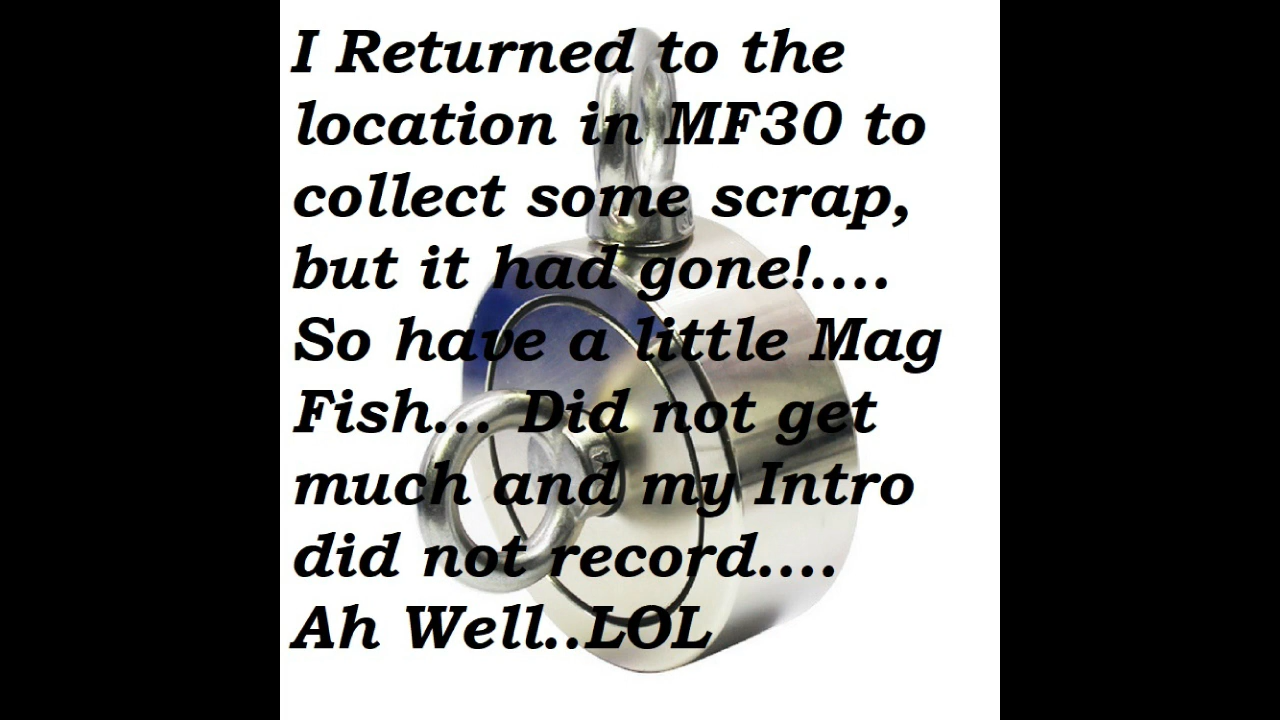 I Returned to the
location in MF30 to
collect some scrap,
but it had gone!....
So have a little Mag
Fish... Did not get
much and my Intro
did not record....
Ah Well..LOL